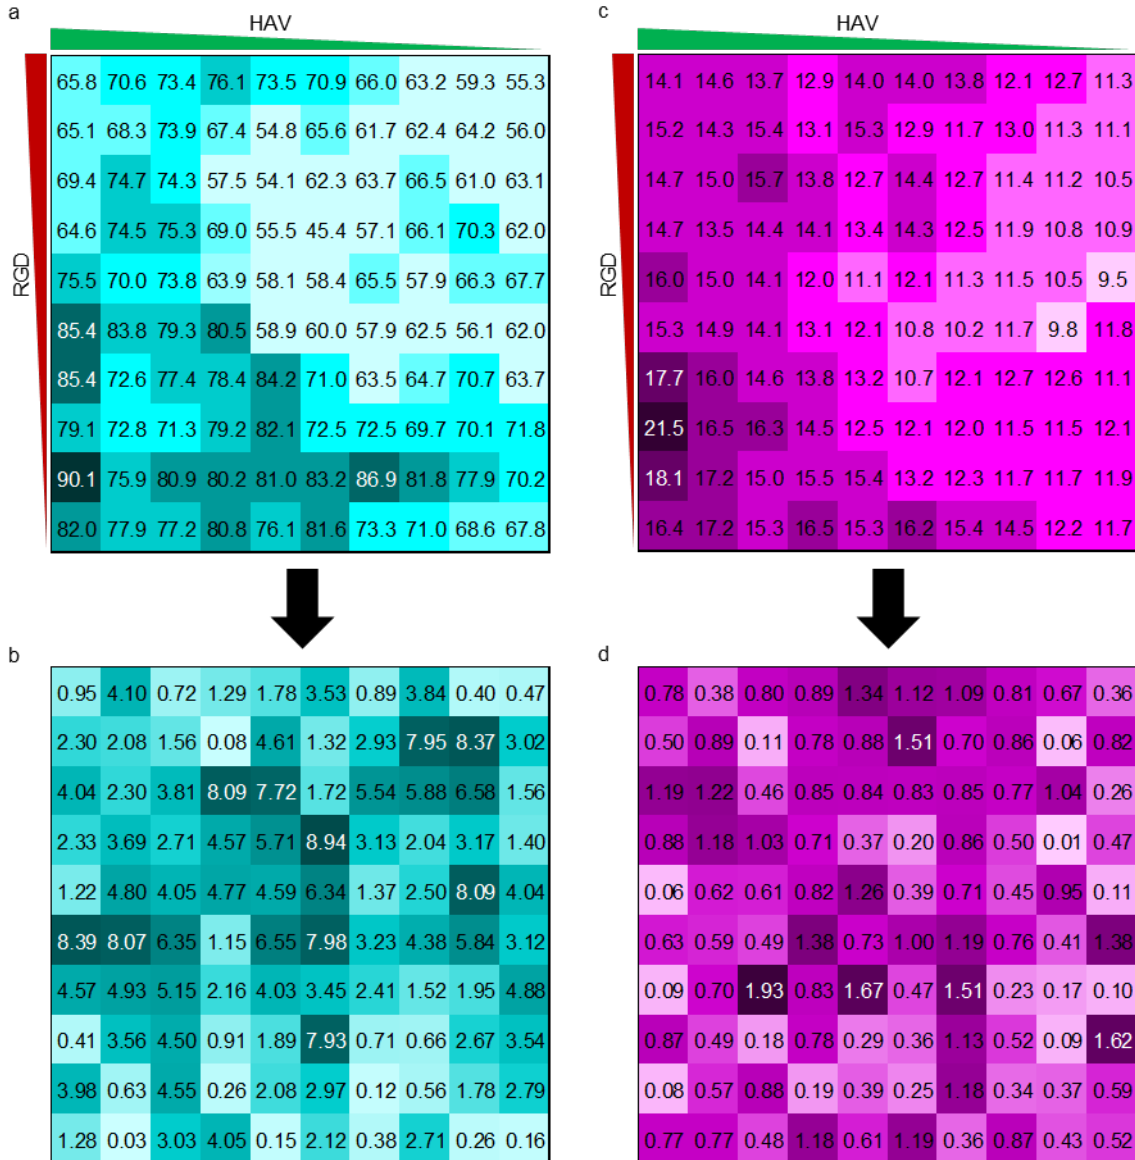 a
HAV
RGD
65.8 70.6 73.4 76.1 73.5 70.9 66.0 63.2 59.3 55.3
65.1 68.3 73.9 67.4 54.8 65.6 61.7 62.4 64.2 56.0
69.4 74.7 74.3 57.5 54.1 62.3 63.7 66.5 61.0 63.1
64.6 74.5 75.3 69.0 55.5 45.4 57.1 66.1 70.3 62.0
75.5 70.0 73.8 63.9 58.1 58.4 65.5 57.9 66.3 67.7
85.4 83.8 79.3 80.5 58.9 60.0 57.9 62.5 56.1 62.0
85.4 72.6 77.4 78.4 84.2 71.0 63.5 64.7 70.7 63.7
79.1 72.8 71.3 79.2 82.1 72.5 72.5 69.7 70.1 71.8
90.1 75.9 80.9 80.2 81.0 83.2 86.9 81.8 77.9 70.2
82.0 77.9 77.2 80.8 76.1 81.6 73.3 71.0 68.6 67.8
c
HAV
RGD
14.1 14.6 13.7 12.9 14.0 14.0 13.8 12.1 12.7 11.3
15.2 14.3 15.4 13.1 15.3 12.9 11.7 13.0 11.3 11.1
14.7 15.0 15.7 13.8 12.7 14.4 12.7 11.4 11.2 10.5
14.7 13.5 14.4 14.1 13.4 14.3 12.5 11.9 10.8 10.9
16.0 15.0 14.1 12.0 11.1 12.1 11.3 11.5 10.5 9.5
15.3 14.9 14.1 13.1 12.1 10.8 10.2 11.7 9.8 11.8
17.7 16.0 14.6 13.8 13.2 10.7 12.1 12.7 12.6 11.1
21.5 16.5 16.3 14.5 12.5 12.1 12.0 11.5 11.5 12.1
18.1 17.2 15.0 15.5 15.4 13.2 12.3 11.7 11.7 11.9
16.4 17.2 15.3 16.5 15.3 16.2 15.4 14.5 12.2 11.7
b
0.95 4.10 0.72 1.29 1.78 3.53 0.89 3.84 0.40 0.47
2.30 2.08 1.56 0.08 4.61 1.32 2.93 7.95 8.37 3.02
4.04 2.30 3.81 8.09 7.72 1.72 5.54 5.88 6.58 1.56
2.33 3.69 2.71 4.57 5.71 8.94 3.13 2.04 3.17 1.40
1.22 4.80 4.05 4.77 4.59 6.34 1.37 2.50 8.09 4.04
8.39 8.07 6.35 1.15 6.55 7.98 3.23 4.38 5.84 3.12
4.57 4.93 5.15 2.16 4.03 3.45 2.41 1.52 1.95 4.88
0.41 3.56 4.50 0.91 1.89 7.93 0.71 0.66 2.67 3.54
3.98 0.63 4.55 0.26 2.08 2.97 0.12 0.56 1.78 2.79
1.28 0.03 3.03 4.05 0.15 2.12 0.38 2.71 0.26 0.16
d
0.78 0.38 0.80 0.89 1.34 1.12 1.09 0.81 0.67 0.36
0.50 0.89 0.11 0.78 0.88 1.51 0.70 0.86 0.06 0.82
1.19 1.22 0.46 0.85 0.84 0.83 0.85 0.77 1.04 0.26
0.88 1.18 1.03 0.71 0.37 0.20 0.86 0.50 0.01 0.47
0.06 0.62 0.61 0.82 1.26 0.39 0.71 0.45 0.95 0.11
0.63 0.59 0.49 1.38 0.73 1.00 1.19 0.76 0.41 1.38
0.09 0.70 1.93 0.83 1.67 0.47 1.51 0.23 0.17 0.10
0.87 0.49 0.18 0.78 0.29 0.36 1.13 0.52 0.09 1.62
0.08 0.57 0.88 0.19 0.39 0.25 1.18 0.34 0.37 0.59
0.77 0.77 0.48 1.18 0.61 1.19 0.36 0.87 0.43 0.52